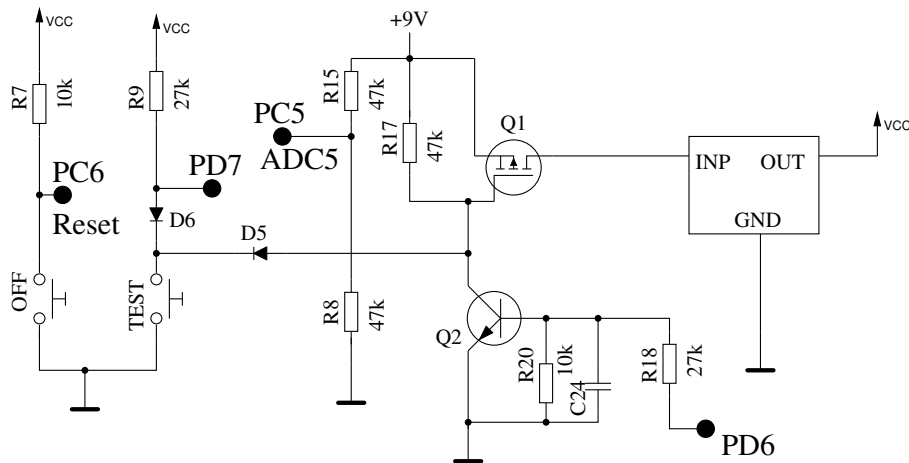 VCC
VCC
+9V
R7
10k
R9
27k
PC5
ADC5
R15
47k
R17
47k
Q1
VCC
INP
OUT
GND
PC6
Reset
PD7
D6
D5
OFF
TEST
R8
47k
Q2
R20
10k
C24
R18
27k
PD6